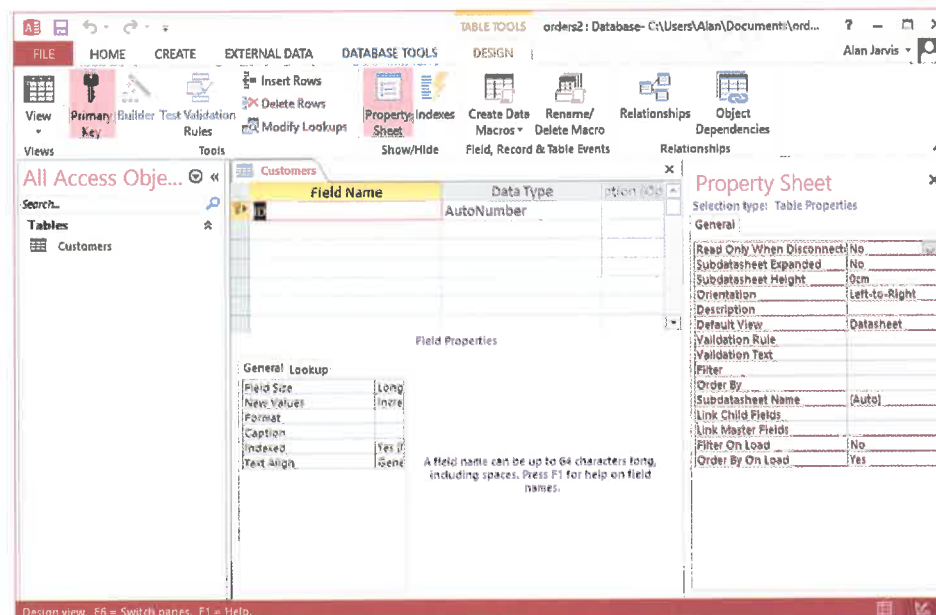 TABLE TOOLS orders2 : Database- C:\Users\Alan\Documents\ord... ?
FILE HOME CREATE EXTERNAL DATA DATABASE TOOLS DESIGN Alan Jarvis
View Primary Key Builder Test Validation Rules
Insert Rows
Delete Rows
Modify Lookups
Property Sheet Indexes Create Data Macros Rename/ Delete Macro Relationships Object Dependencies
Views Tools Show/Hide Field, Record & Table Events Relationships
All Access Obje... «
Search...
Tables
Customers
Customers
Field Name Data Type ption (Op
ID AutoNumber
Field Properties
General Lookup
Field Size Long
New Values Incre
Format
Caption
Indexed Yes (
Text Align Gene
A field name can be up to 64 characters long,
including spaces. Press F1 for help on field
names.
Property Sheet
Selection type: Table Properties
General
Read Only When Disconnect No
Subdatasheet Expanded No
Subdatasheet Height 0cm
Orientation Left-to-Right
Description
Default View Datasheet
Validation Rule
Validation Text
Filter
Order By
Subdatasheet Name [Auto]
Link Child Fields
Link Master Fields
Filter On Load No
Order By On Load Yes
Design view. F6 = Switch panes. F1 = Help.